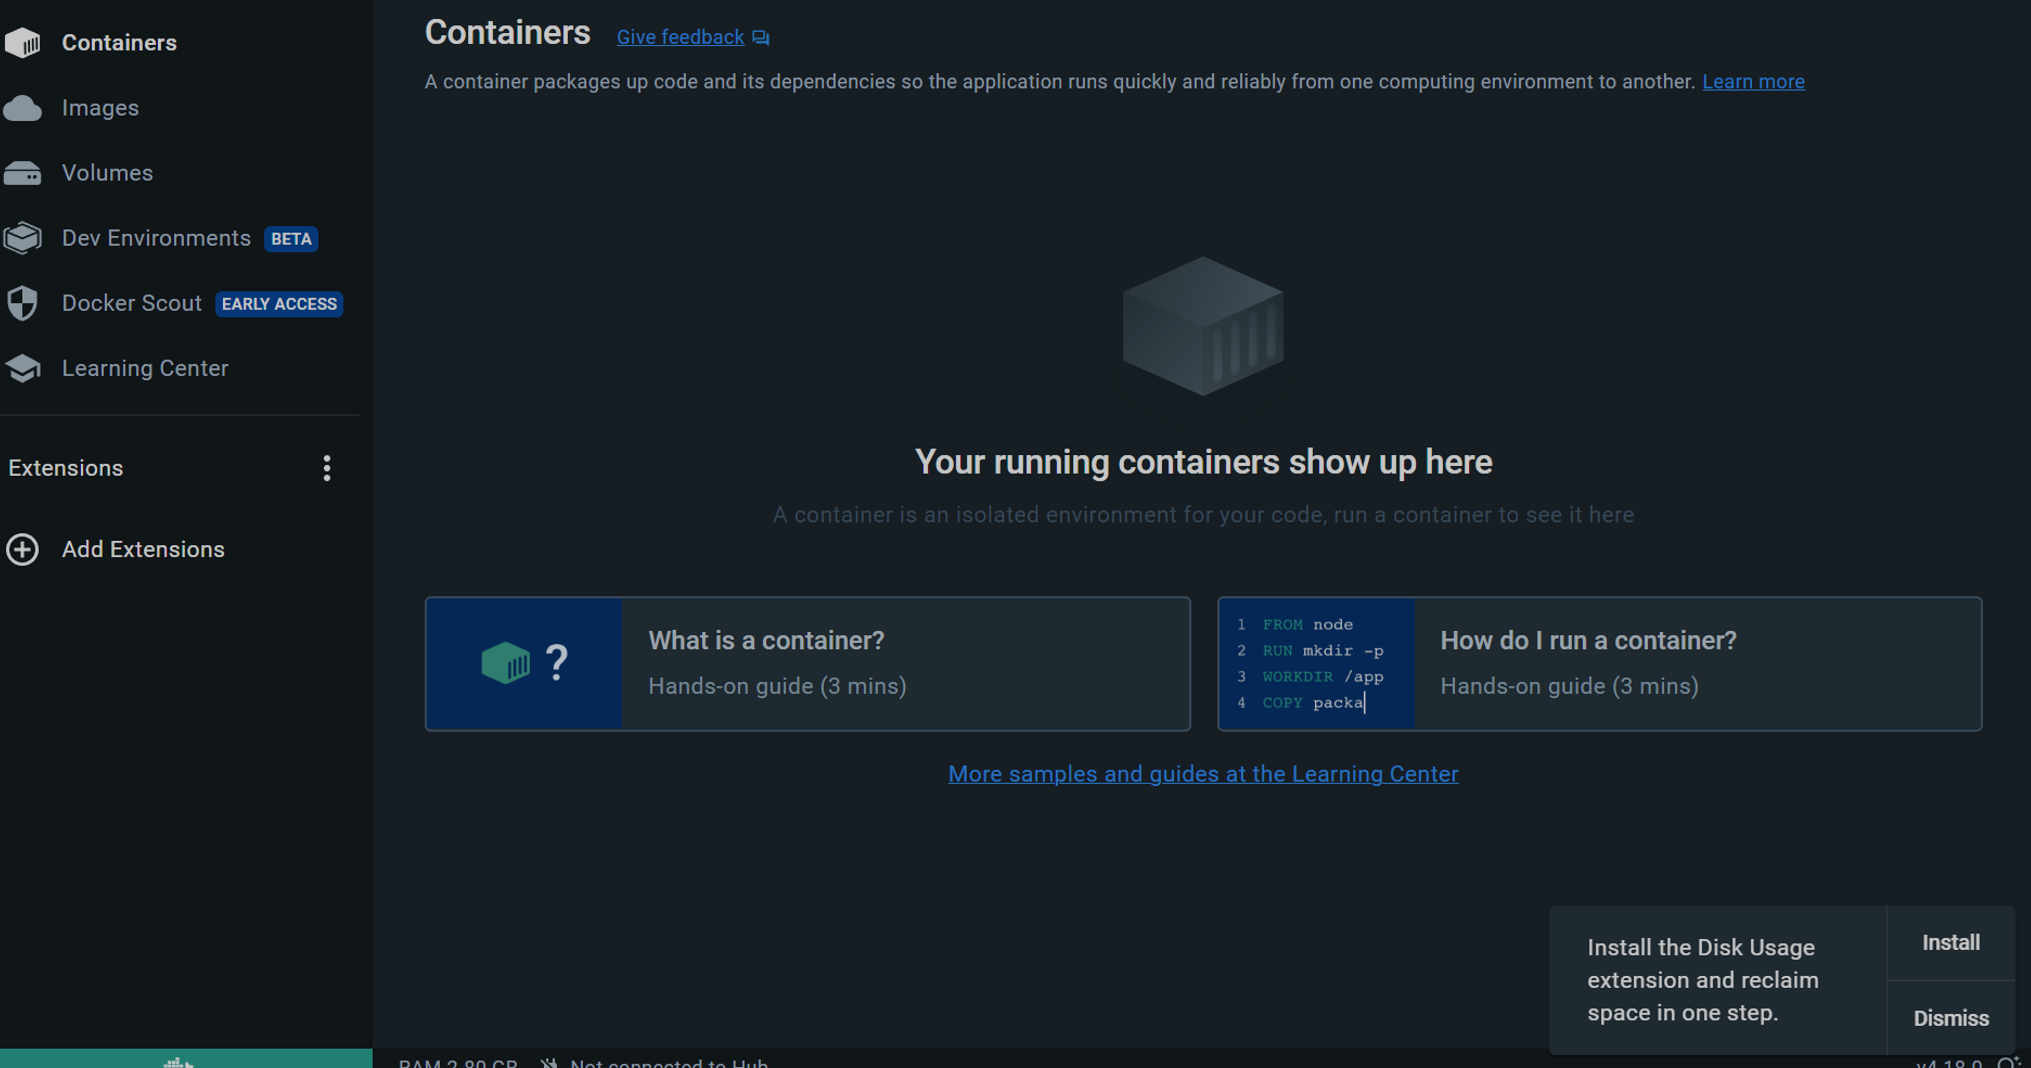 Containers
Images
Volumes
Dev Environments BETA
Docker Scout EARLY ACCESS
Learning Center
Extensions
Add Extensions
Containers Give feedback
A container packages up code and its dependencies so the application runs quickly and reliably from one computing environment to another. Learn more
Your running containers show up here
A container is an isolated environment for your code, run a container to see it here
?
What is a container?
Hands-on guide (3 mins)
1 FROM node
2 RUN mkdir -p
3 WORKDIR /app
4 COPY packa
How do I run a container?
Hands-on guide (3 mins)
More samples and guides at the Learning Center
Install the Disk Usage
extension and reclaim
space in one step.
Install
Dismiss
RAM 2.80 GB Not connected to Hub
v4.18.0